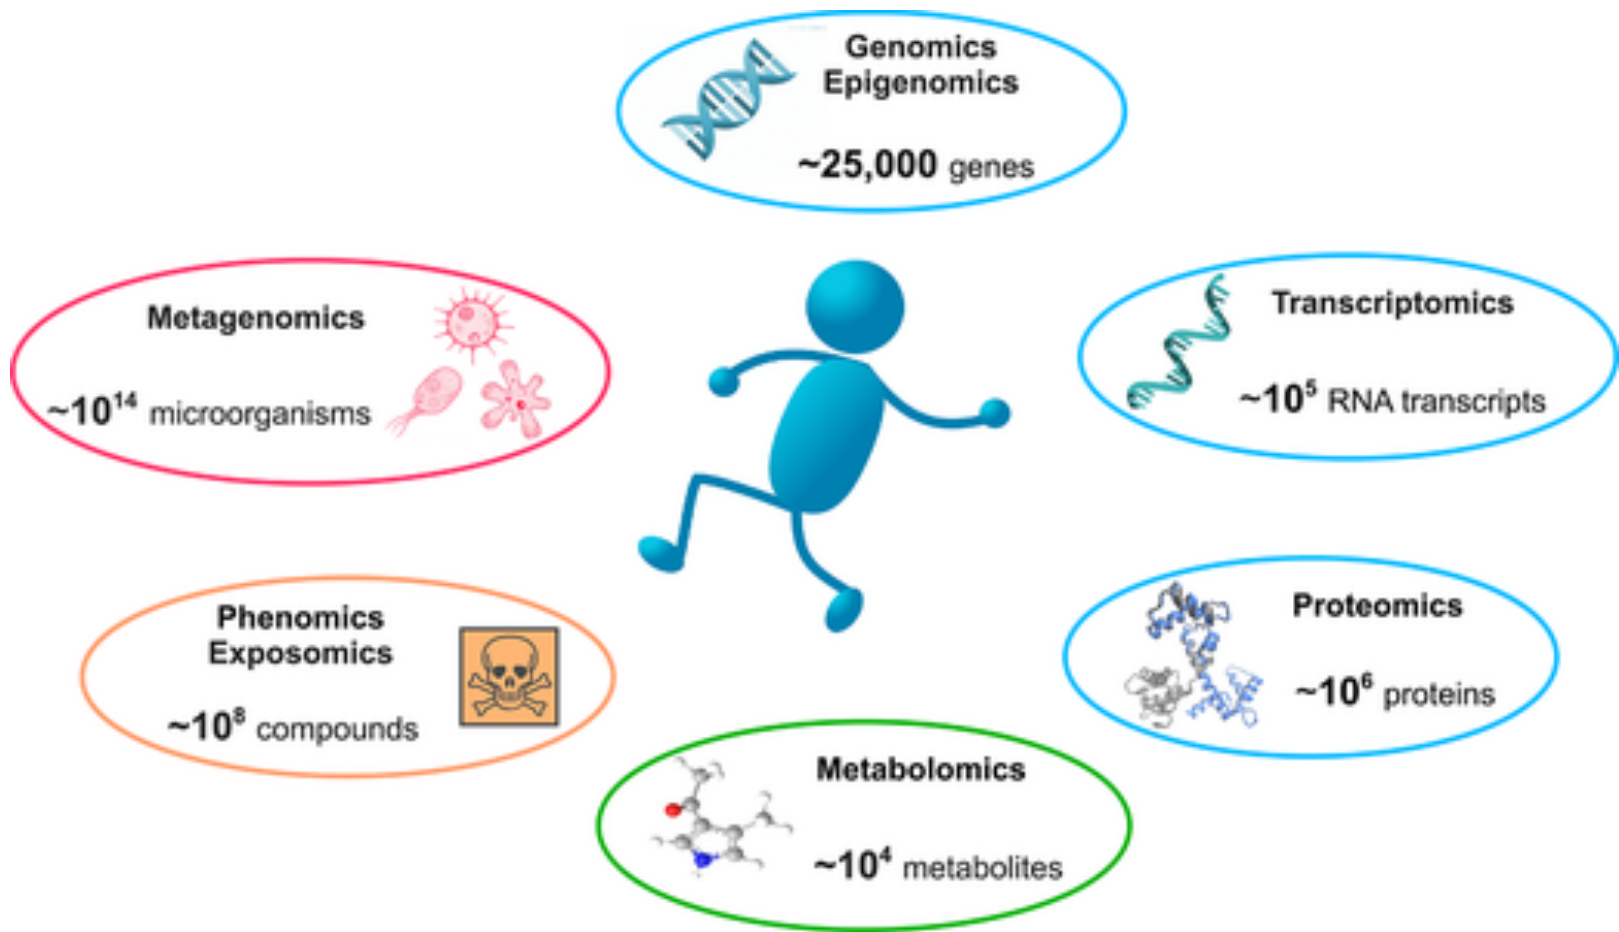 Genomics
Epigenomics
~25,000 genes
Transcriptomics
~10⁵ RNA transcripts
Proteomics
~10⁶ proteins
Metabolomics
~10⁴ metabolites
Phenomics
Exposomics
~10⁸ compounds
Metagenomics
~10¹⁴ microorganisms